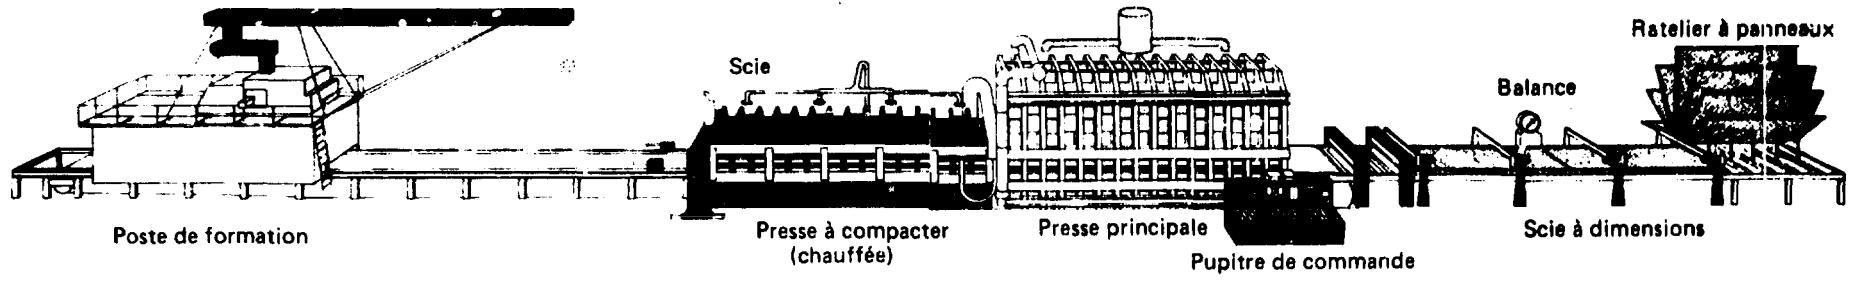 Ratelier à panneaux
Scie
Balance
Poste de formation
Presse à compacter
(chauffée)
Presse principale
Pupitre de commande
Scie à dimensions